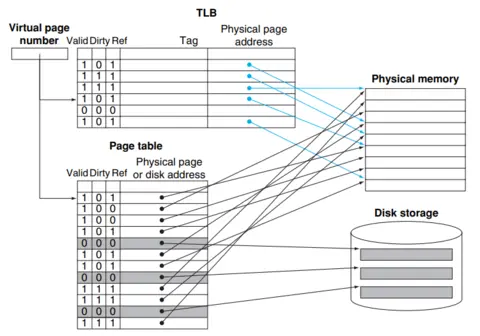 TLB
Virtual page
number
Valid Dirty Ref
Tag
Physical page
address
1 0 1
1 1 1
1 1 1
1 0 1
0 0 0
1 0 1
Physical memory
Page table
Valid Dirty Ref
Physical page
or disk address
1 0 1
1 0 0
1 0 0
1 0 1
0 0 0
1 0 1
1 0 1
0 0 0
1 1 1
1 1 1
0 0 0
1 1 1
Disk storage